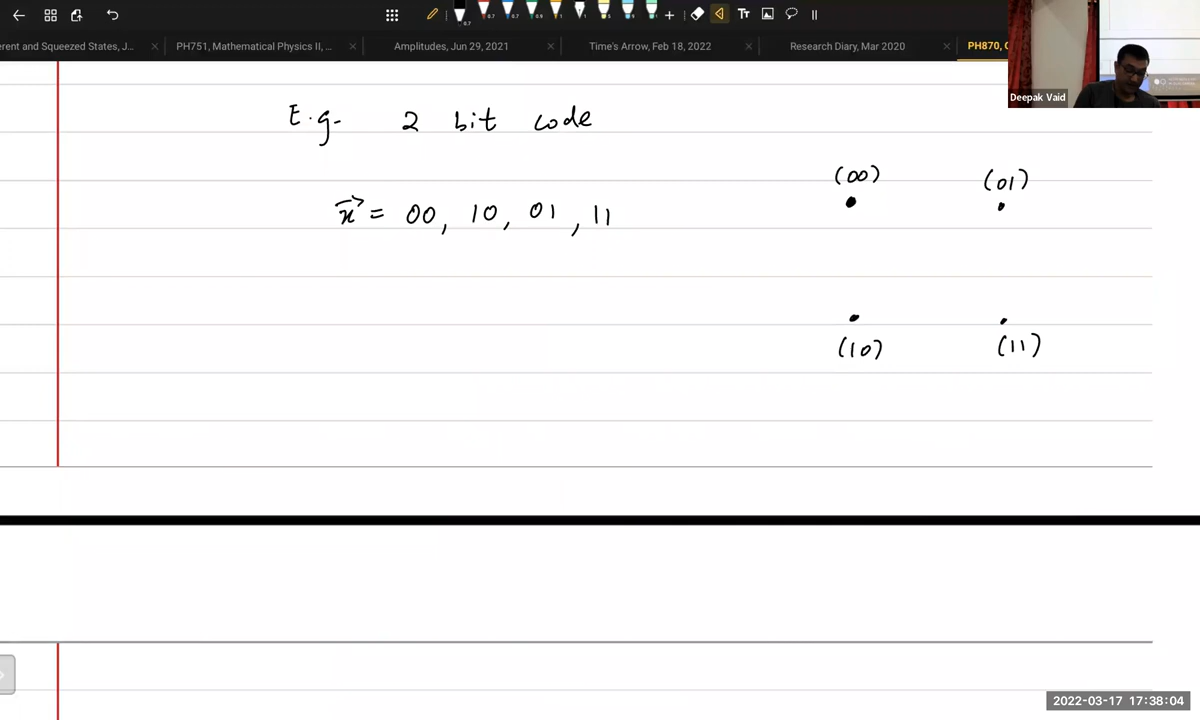 erent and Squeezed States, J... × PH751, Mathematical Physics II, ... × Amplitudes, Jun 29, 2021 × Time's Arrow, Feb 18, 2022 × Research Diary, Mar 2020 × PH870,
Deepak Vaid
E.g. 2 bit code
(00) (01)
x⃗ = 00, 10, 01, 11
(10) (11)
2022-03-17 17:38:04